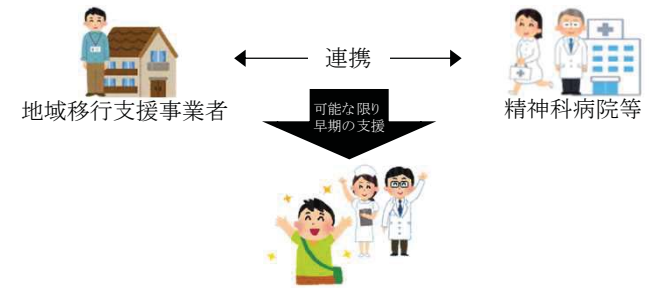 連携
地域移行支援事業者
精神科病院等
可能な限り
早期の支援